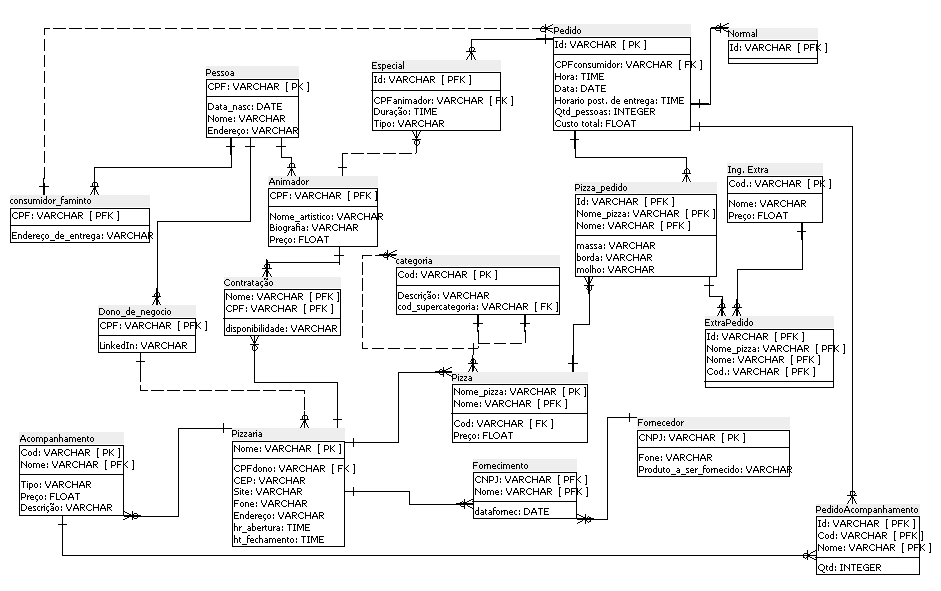 Pedido
Id: VARCHAR [ PK ]
CPFconsumidor: VARCHAR [ FK ]
Hora: TIME
Data: DATE
Horario post. de entrega: TIME
Qtd_pessoas: INTEGER
Custo total: FLOAT
Normal
Id: VARCHAR [ PFK ]
Especial
Id: VARCHAR [ PFK ]
CPFanimador: VARCHAR [ FK ]
Duração: TIME
Tipo: VARCHAR
Pessoa
CPF: VARCHAR [ PK ]
Data_nasc: DATE
Nome: VARCHAR
Endereço: VARCHAR
consumidor_faminto
CPF: VARCHAR [ PFK ]
Endereço_de_entrega: VARCHAR
Animador
CPF: VARCHAR [ PFK ]
Nome_artistico: VARCHAR
Biografia: VARCHAR
Preço: FLOAT
Pizza_pedido
Id: VARCHAR [ PFK ]
Nome_pizza: VARCHAR [ PFK ]
Nome: VARCHAR [ PFK ]
massa: VARCHAR
borda: VARCHAR
molho: VARCHAR
Ing. Extra
Cod.: VARCHAR [ PK ]
Nome: VARCHAR
Preço: FLOAT
categoria
Cod: VARCHAR [ PK ]
Descrição: VARCHAR
cod_supercategoria: VARCHAR [ FK ]
Contratação
Nome: VARCHAR [ PFK ]
CPF: VARCHAR [ PFK ]
disponibilidade: VARCHAR
Dono_de_negocio
CPF: VARCHAR [ PFK ]
LinkedIn: VARCHAR
ExtraPedido
Id: VARCHAR [ PFK ]
Nome_pizza: VARCHAR [ PFK ]
Nome: VARCHAR [ PFK ]
Cod.: VARCHAR [ PFK ]
Pizza
Nome_pizza: VARCHAR [ PK ]
Nome: VARCHAR [ PFK ]
Cod: VARCHAR [ FK ]
Preço: FLOAT
Fornecedor
CNPJ: VARCHAR [ PK ]
Fone: VARCHAR
Produto_a_ser_fornecido: VARCHAR
Acompanhamento
Cod: VARCHAR [ PK ]
Nome: VARCHAR [ PFK ]
Tipo: VARCHAR
Preço: FLOAT
Descrição: VARCHAR
Pizzaria
Nome: VARCHAR [ PK ]
CPFdono: VARCHAR [ FK ]
CEP: VARCHAR
Site: VARCHAR
Fone: VARCHAR
Endereço: VARCHAR
hr_abertura: TIME
ht_fechamento: TIME
Fornecimento
CNPJ: VARCHAR [ PFK ]
Nome: VARCHAR [ PFK ]
datafornec: DATE
PedidoAcompanhamento
Id: VARCHAR [ PFK ]
Cod: VARCHAR [ PFK ]
Nome: VARCHAR [ PFK ]
Qtd: INTEGER